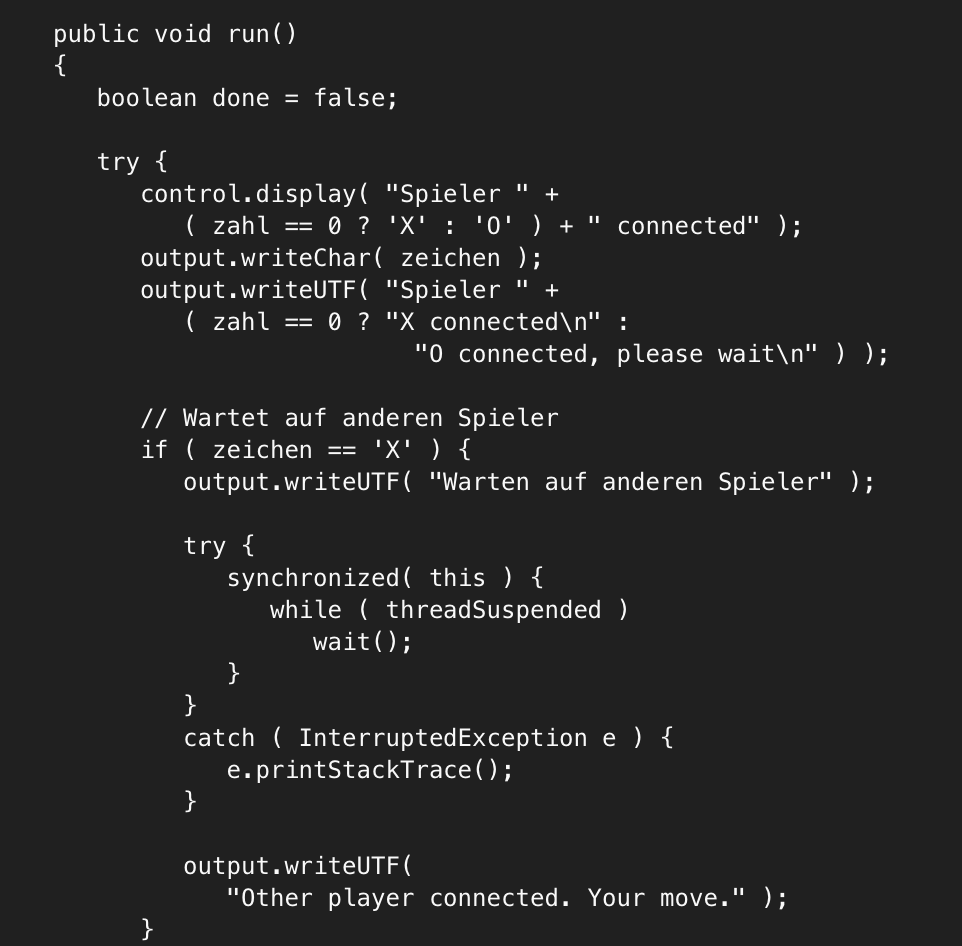 public void run()
{
boolean done = false;
try {
control.display( "Spieler " +
( zahl == 0 ? 'X' : 'O' ) + " connected" );
output.writeChar( zeichen );
output.writeUTF( "Spieler " +
( zahl == 0 ? "X connected\n" :
"O connected, please wait\n" ) );
// Wartet auf anderen Spieler
if ( zeichen == 'X' ) {
output.writeUTF( "Warten auf anderen Spieler" );
try {
synchronized( this ) {
while ( threadSuspended )
wait();
}
}
catch ( InterruptedException e ) {
e.printStackTrace();
}
output.writeUTF(
"Other player connected. Your move." );
}